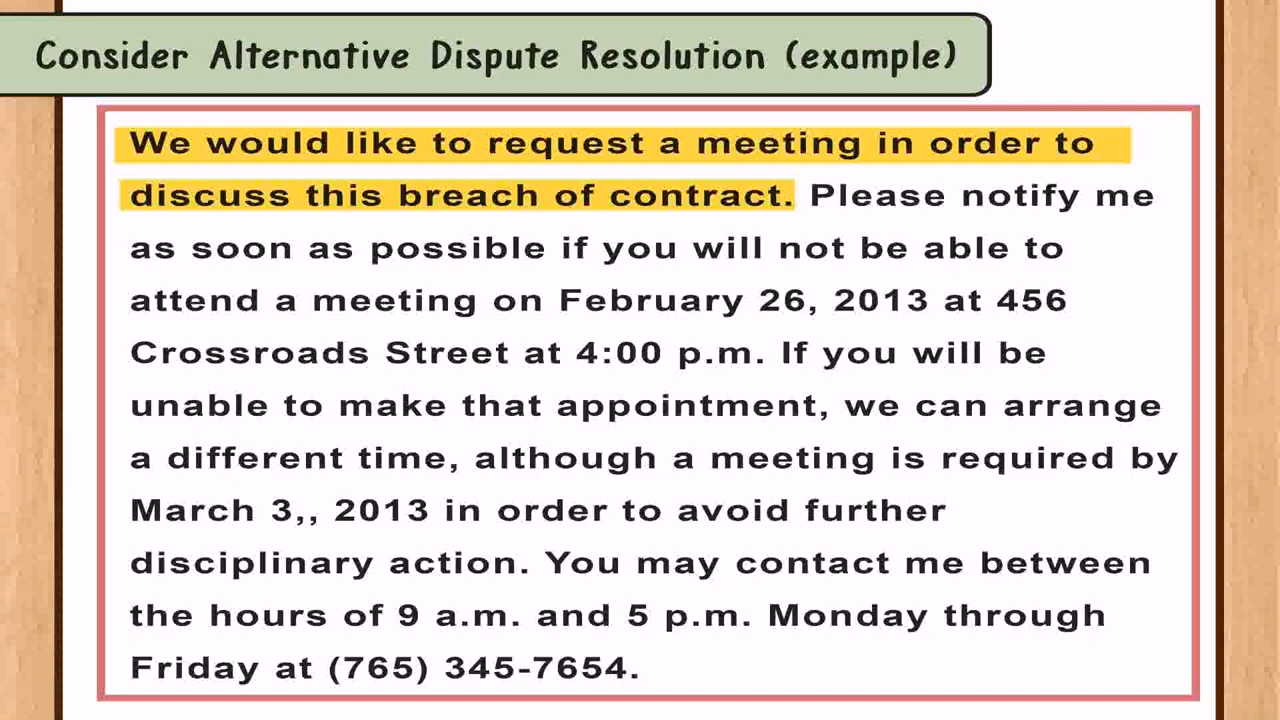 Consider Alternative Dispute Resolution (example)
We would like to request a meeting in order to
discuss this breach of contract. Please notify me
as soon as possible if you will not be able to
attend a meeting on February 26, 2013 at 456
Crossroads Street at 4:00 p.m. If you will be
unable to make that appointment, we can arrange
a different time, although a meeting is required by
March 3,, 2013 in order to avoid further
disciplinary action. You may contact me between
the hours of 9 a.m. and 5 p.m. Monday through
Friday at (765) 345-7654.